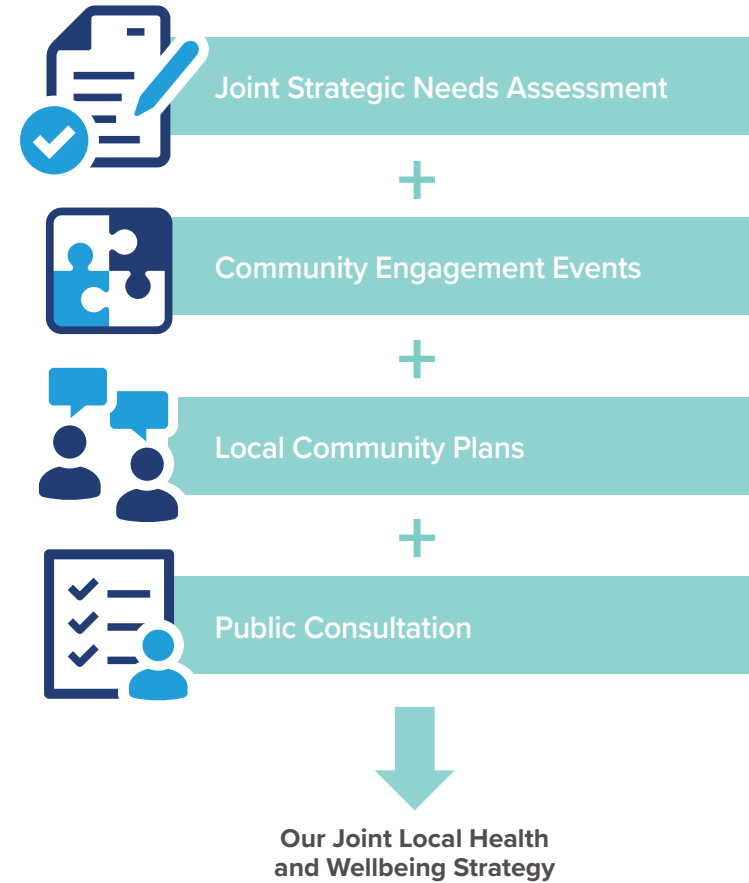 Joint Strategic Needs Assessment
+
Community Engagement Events
+
Local Community Plans
+
Public Consultation
Our Joint Local Health
and Wellbeing Strategy